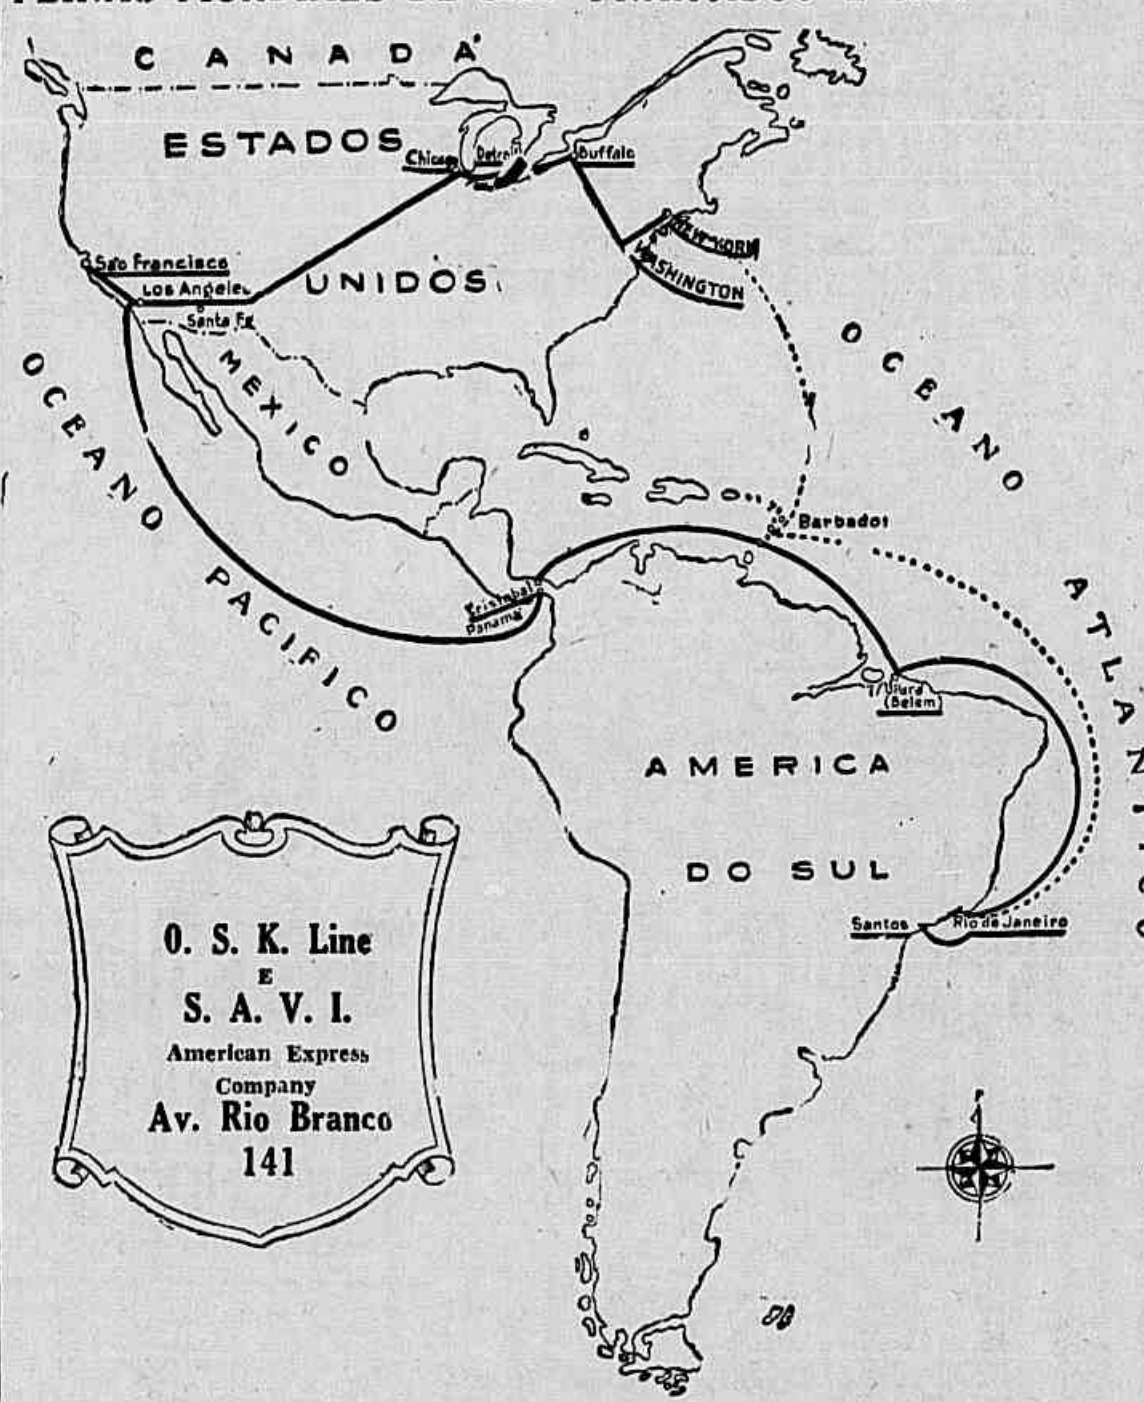 CANADÁ
ESTADOS
Chicago
Detroit
Buffalo
NEW-YORK
WASHINGTON
São Francisco
Los Angeles
UNIDOS
Santa Fé
MEXICO
OCEANO
PACIFICO
OCEANO
ATLANTICO
Barbados
Cristobal
Panamá
(Belem)
AMERICA
DO SUL
Santos
Rio de Janeiro
O. S. K. Line
E
S. A. V. I.
American Express
Company
Av. Rio Branco
141